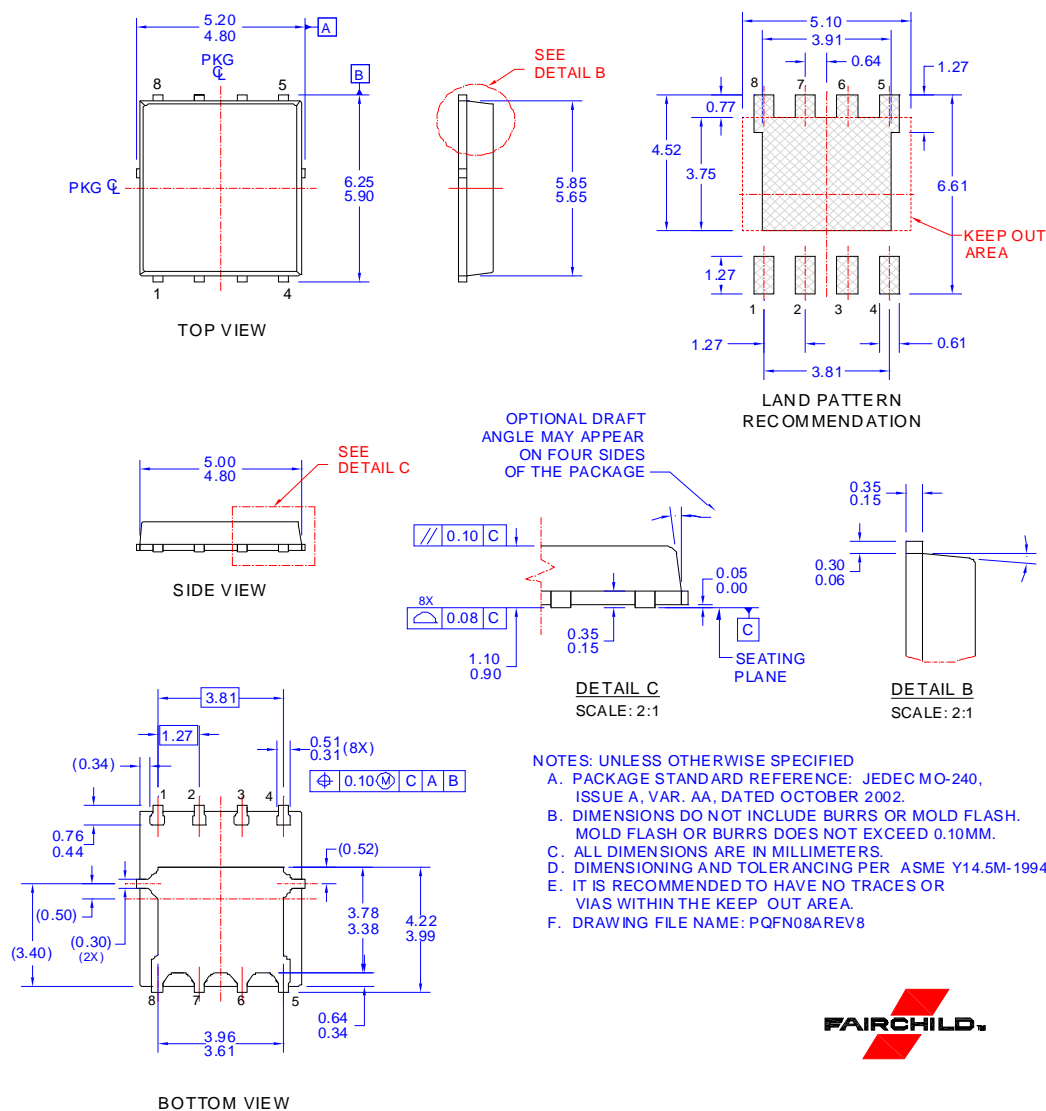 5.20
4.80
A
PKG
CL
B
8
5
PKG CL
6.25
5.90
1
4
TOP VIEW
SEE
DETAIL B
5.85
5.65
5.10
3.91
0.64
1.27
8
7
6
5
0.77
4.52
3.75
6.61
KEEP OUT
AREA
1.27
1
2
3
4
1.27
0.61
3.81
LAND PATTERN
RECOMMENDATION
5.00
4.80
SEE
DETAIL C
SIDE VIEW
OPTIONAL DRAFT
ANGLE MAY APPEAR
ON FOUR SIDES
OF THE PACKAGE
// 0.10 C
8X
0.08 C
1.10
0.90
0.35
0.15
0.05
0.00
C
SEATING
PLANE
DETAIL C
SCALE: 2:1
0.35
0.15
0.30
0.06
DETAIL B
SCALE: 2:1
3.81
1.27
0.51
0.31 (8X)
⌖ 0.10 Ⓜ C A B
(0.34)
1
2
3
4
0.76
0.44
(0.52)
(0.50)
(0.30)
(2X)
(3.40)
3.78
3.38
4.22
3.99
8
7
6
5
0.64
0.34
3.96
3.61
BOTTOM VIEW
NOTES: UNLESS OTHERWISE SPECIFIED
A. PACKAGE STANDARD REFERENCE: JEDEC MO-240,
ISSUE A, VAR. AA, DATED OCTOBER 2002.
B. DIMENSIONS DO NOT INCLUDE BURRS OR MOLD FLASH.
MOLD FLASH OR BURRS DOES NOT EXCEED 0.10MM.
C. ALL DIMENSIONS ARE IN MILLIMETERS.
D. DIMENSIONING AND TOLERANCING PER ASME Y14.5M-1994
E. IT IS RECOMMENDED TO HAVE NO TRACES OR
VIAS WITHIN THE KEEP OUT AREA.
F. DRAWING FILE NAME: PQFN08AREV8
FAIRCHILD™